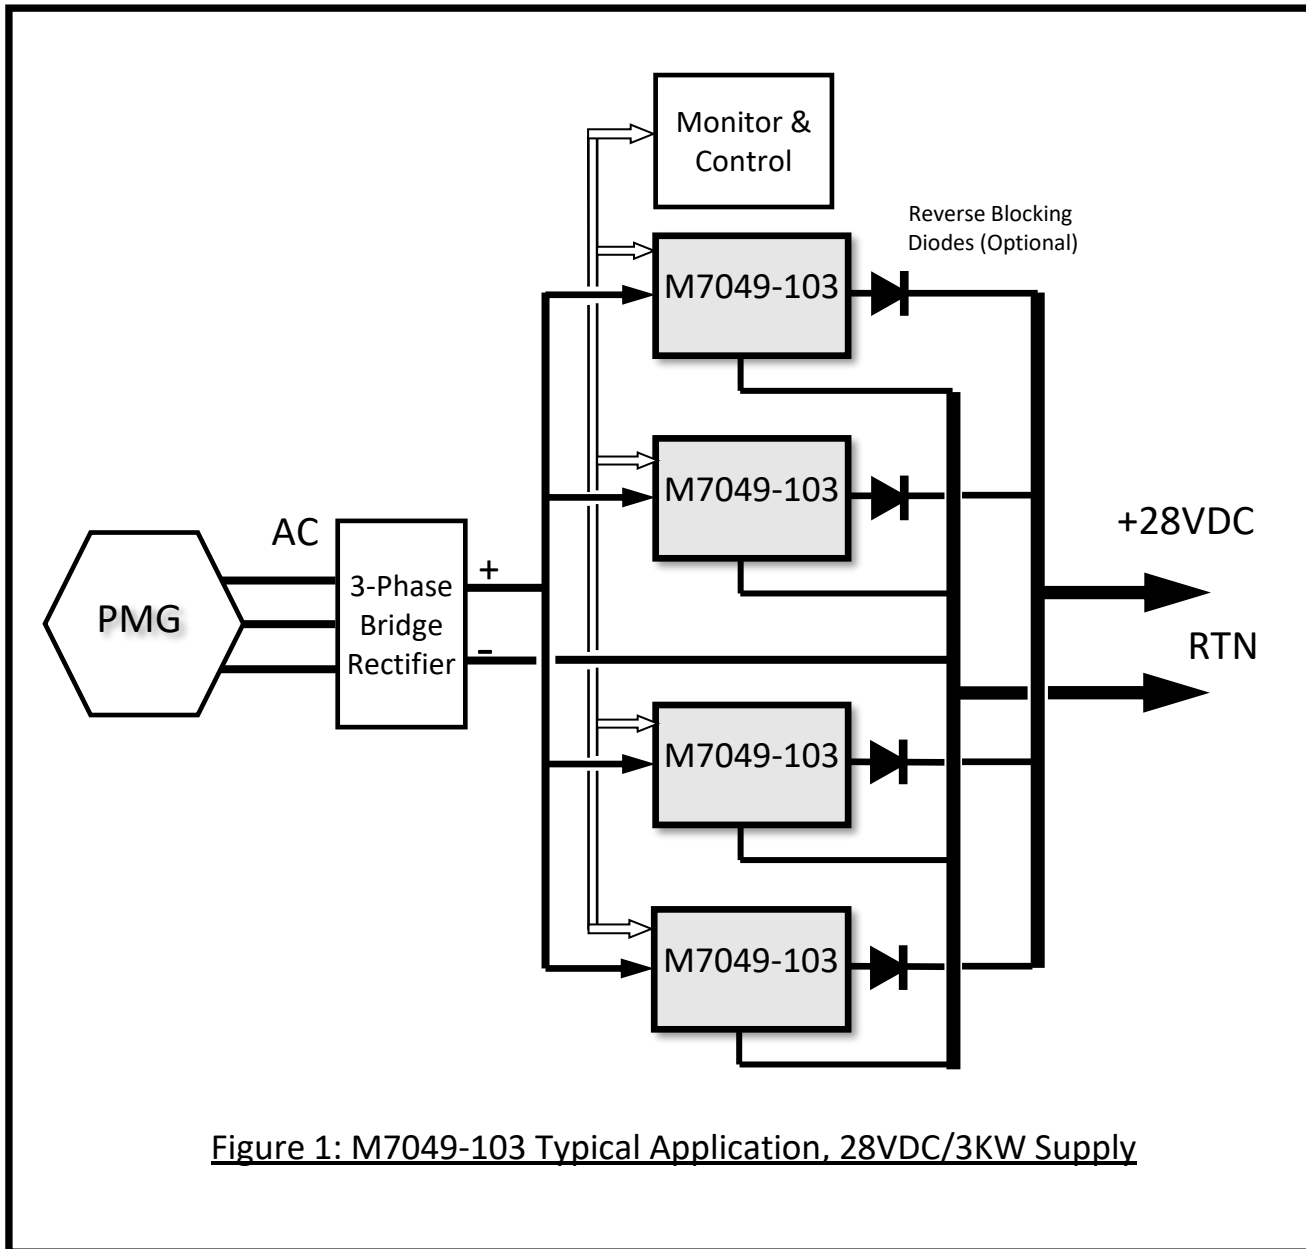 Monitor &
Control
Reverse Blocking
Diodes (Optional)
M7049-103
M7049-103
+28VDC
AC
+
3-Phase
Bridge
Rectifier
PMG
-
RTN
M7049-103
M7049-103
Figure 1: M7049-103 Typical Application, 28VDC/3KW Supply